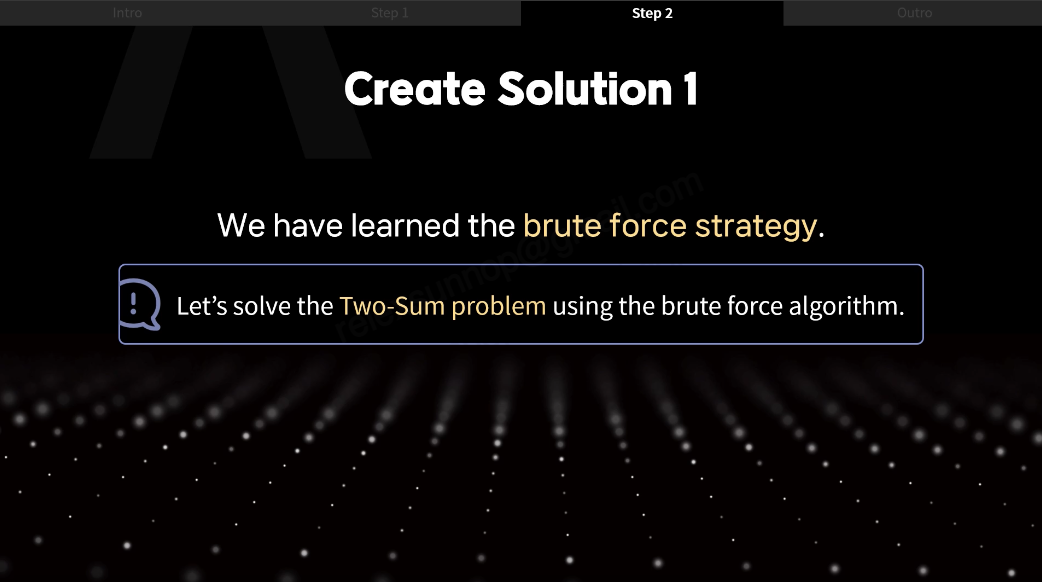 Intro
Step 1
Step 2
Outro
Create Solution 1
We have learned the brute force strategy.
Let’s solve the Two-Sum problem using the brute force algorithm.